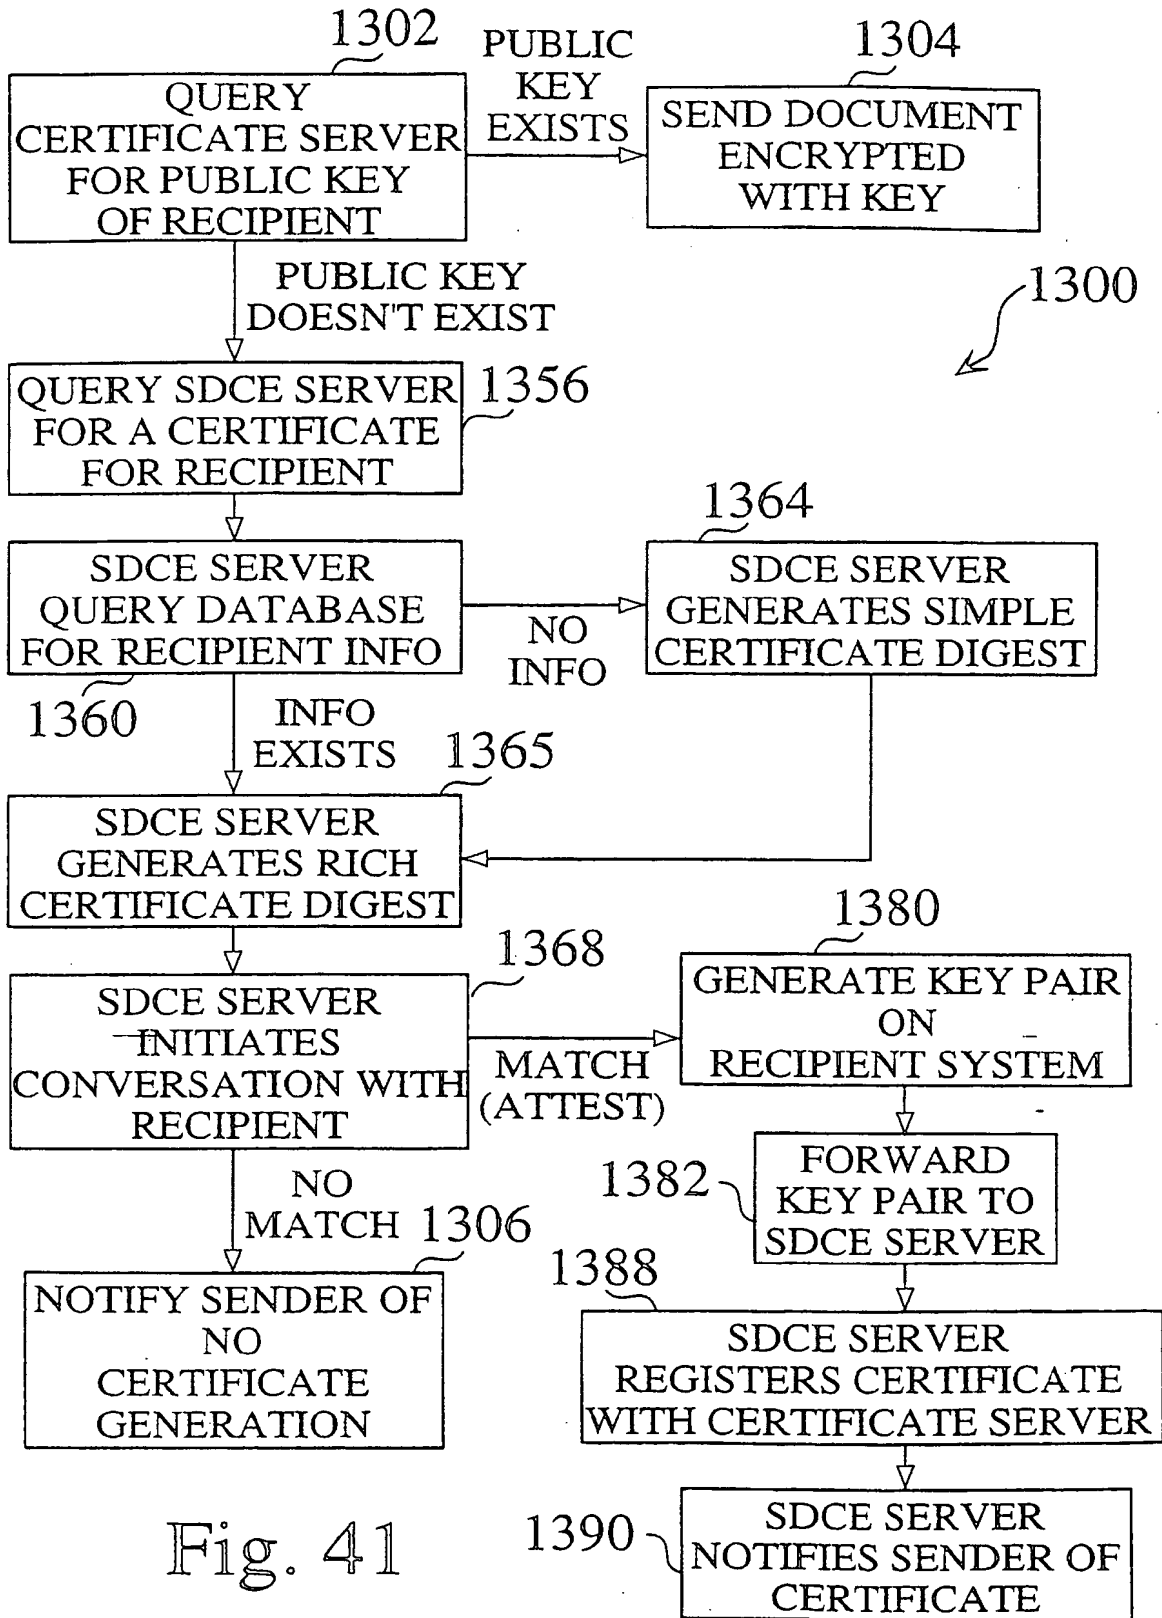 1302
QUERY
CERTIFICATE SERVER
FOR PUBLIC KEY
OF RECIPIENT
PUBLIC
KEY
EXISTS
1304
SEND DOCUMENT
ENCRYPTED
WITH KEY
PUBLIC KEY
DOESN'T EXIST
1300
QUERY SDCE SERVER
FOR A CERTIFICATE
FOR RECIPIENT
1356
SDCE SERVER
QUERY DATABASE
FOR RECIPIENT INFO
1360
NO
INFO
1364
SDCE SERVER
GENERATES SIMPLE
CERTIFICATE DIGEST
INFO
EXISTS
1365
SDCE SERVER
GENERATES RICH
CERTIFICATE DIGEST
1368
SDCE SERVER
INITIATES
CONVERSATION WITH
RECIPIENT
MATCH
(ATTEST)
1380
GENERATE KEY PAIR
ON
RECIPIENT SYSTEM
1382
FORWARD
KEY PAIR TO
SDCE SERVER
NO
MATCH
1306
NOTIFY SENDER OF
NO
CERTIFICATE
GENERATION
1388
SDCE SERVER
REGISTERS CERTIFICATE
WITH CERTIFICATE SERVER
1390
SDCE SERVER
NOTIFIES SENDER OF
CERTIFICATE
Fig. 41